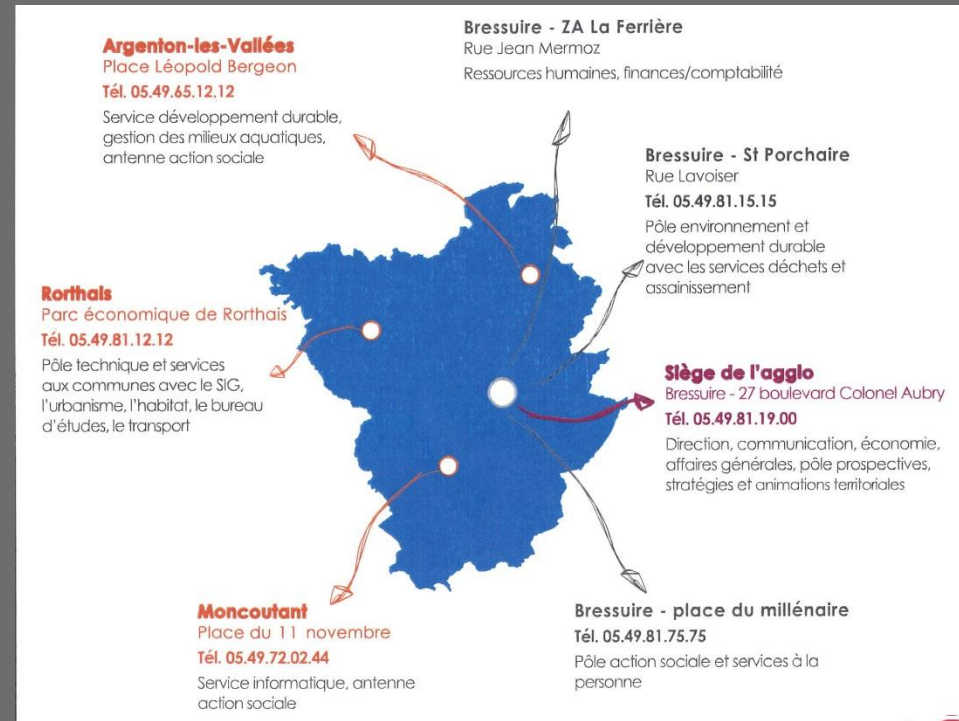 Argenton-les-Vallées
Place Léopold Bergeon
Tél. 05.49.65.12.12
Service développement durable,
gestion des milieux aquatiques,
antenne action sociale
Bressuire - ZA La Ferrière
Rue Jean Mermoz
Ressources humaines, finances/comptabilité
Bressuire - St Porchaire
Rue Lavoiser
Tél. 05.49.81.15.15
Pôle environnement et
développement durable
avec les services déchets et
assainissement
Rorthais
Parc économique de Rorthais
Tél. 05.49.81.12.12
Pôle technique et services
aux communes avec le SIG,
l'urbanisme, l'habitat, le bureau
d'études, le transport
Siège de l'agglo
Bressuire - 27 boulevard Colonel Aubry
Tél. 05.49.81.19.00
Direction, communication, économie,
affaires générales, pôle prospectives,
stratégies et animations territoriales
Moncoutant
Place du 11 novembre
Tél. 05.49.72.02.44
Service informatique, antenne
action sociale
Bressuire - place du millénaire
Tél. 05.49.81.75.75
Pôle action sociale et services à la
personne